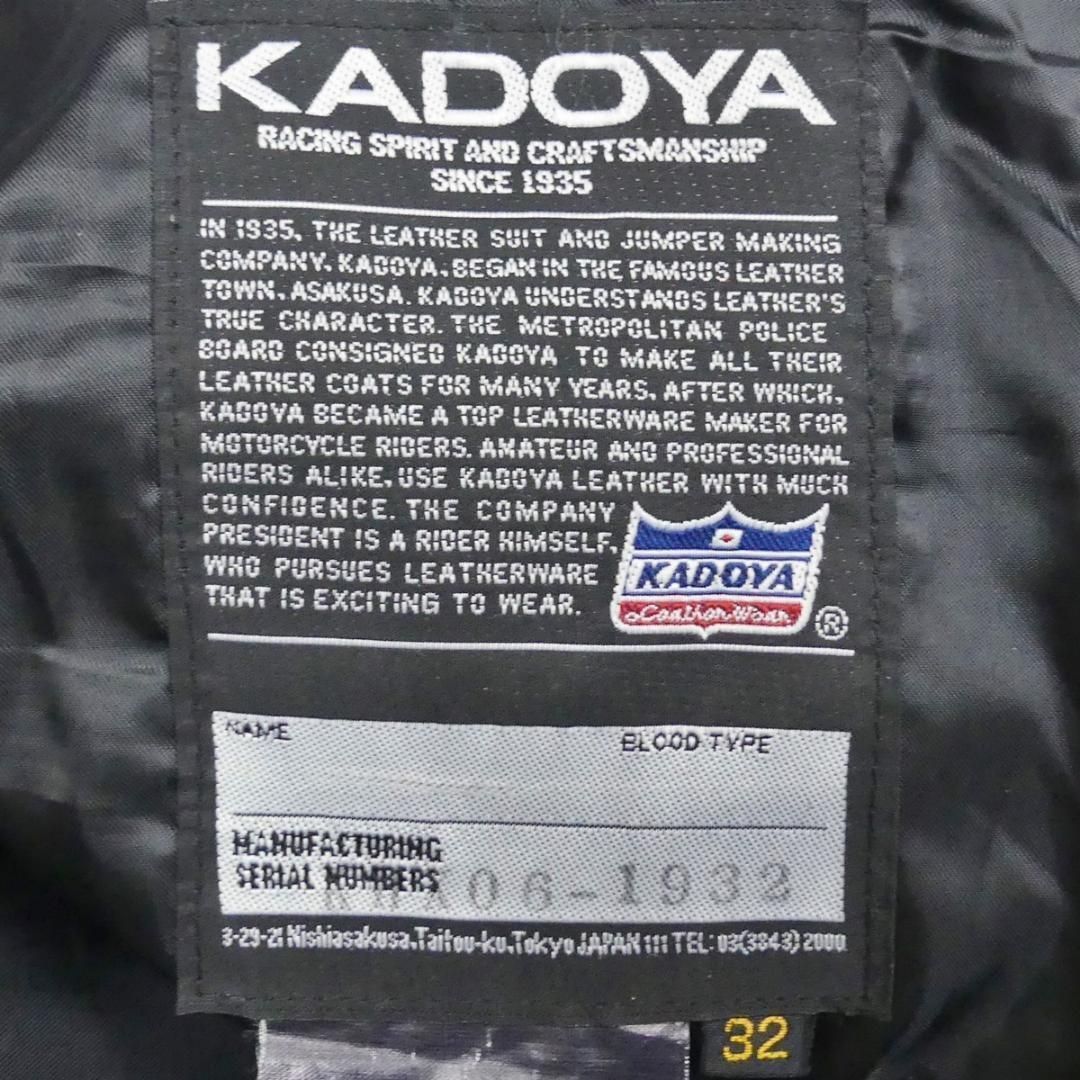 KADOYA
RACING SPIRIT AND CRAFTSMANSHIP
SINCE 1935
IN 1935, THE LEATHER SUIT AND JUMPER MAKING
COMPANY, KADOYA, BEGAN IN THE FAMOUS LEATHER
TOWN, ASAKUSA. KADOYA UNDERSTANDS LEATHER'S
TRUE CHARACTER. THE METROPOLITAN POLICE
BOARD CONSIGNED KADOYA TO MAKE ALL THEIR
LEATHER COATS FOR MANY YEARS, AFTER WHICH,
KADOYA BECAME A TOP LEATHERWARE MAKER FOR
MOTORCYCLE RIDERS. AMATEUR AND PROFESSIONAL
RIDERS ALIKE, USE KADOYA LEATHER WITH MUCH
CONFIDENCE. THE COMPANY
PRESIDENT IS A RIDER HIMSELF,
WHO PURSUES LEATHERWARE
THAT IS EXCITING TO WEAR.
KADOYA
®
NAME BLOOD TYPE
MANUFACTURING
SERIAL NUMBERS 06-1932
3-29-21 Nishiasakusa,Taitou-ku,Tokyo JAPAN 111 TEL: 03(3843)2000
32